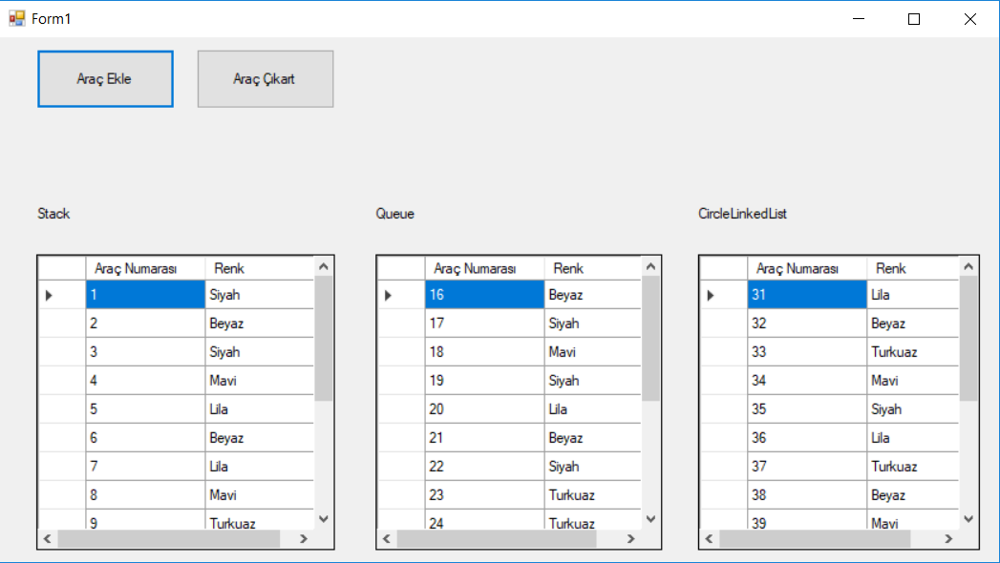 Form1
Araç Ekle Araç Çıkart
Stack Queue CircleLinkedList
Araç Numarası Renk Araç Numarası Renk Araç Numarası Renk
1 Siyah 16 Beyaz 31 Lila
2 Beyaz 17 Siyah 32 Beyaz
3 Siyah 18 Mavi 33 Turkuaz
4 Mavi 19 Siyah 34 Mavi
5 Lila 20 Lila 35 Siyah
6 Beyaz 21 Beyaz 36 Lila
7 Lila 22 Siyah 37 Turkuaz
8 Mavi 23 Turkuaz 38 Beyaz
9 Turkuaz 24 Turkuaz 39 Mavi